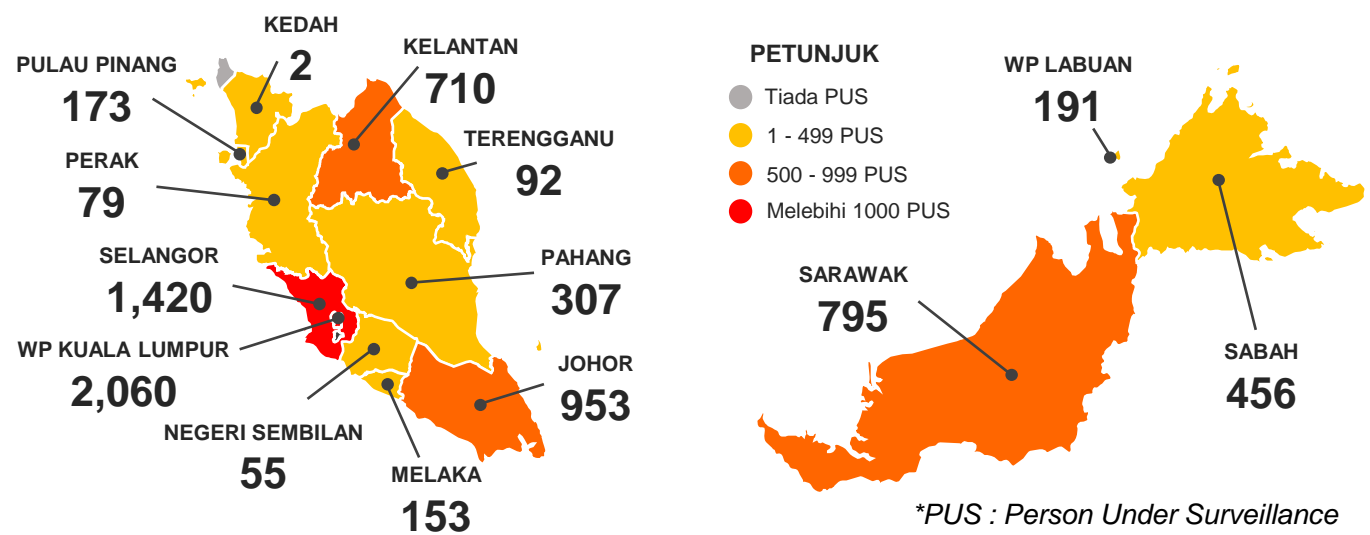 KEDAH
2
KELANTAN
710
PULAU PINANG
173
TERENGGANU
92
PERAK
79
SELANGOR
1,420
PAHANG
307
WP KUALA LUMPUR
2,060
JOHOR
953
NEGERI SEMBILAN
55
MELAKA
153
PETUNJUK
Tiada PUS
1 - 499 PUS
500 - 999 PUS
Melebihi 1000 PUS
WP LABUAN
191
SARAWAK
795
SABAH
456
*PUS : Person Under Surveillance